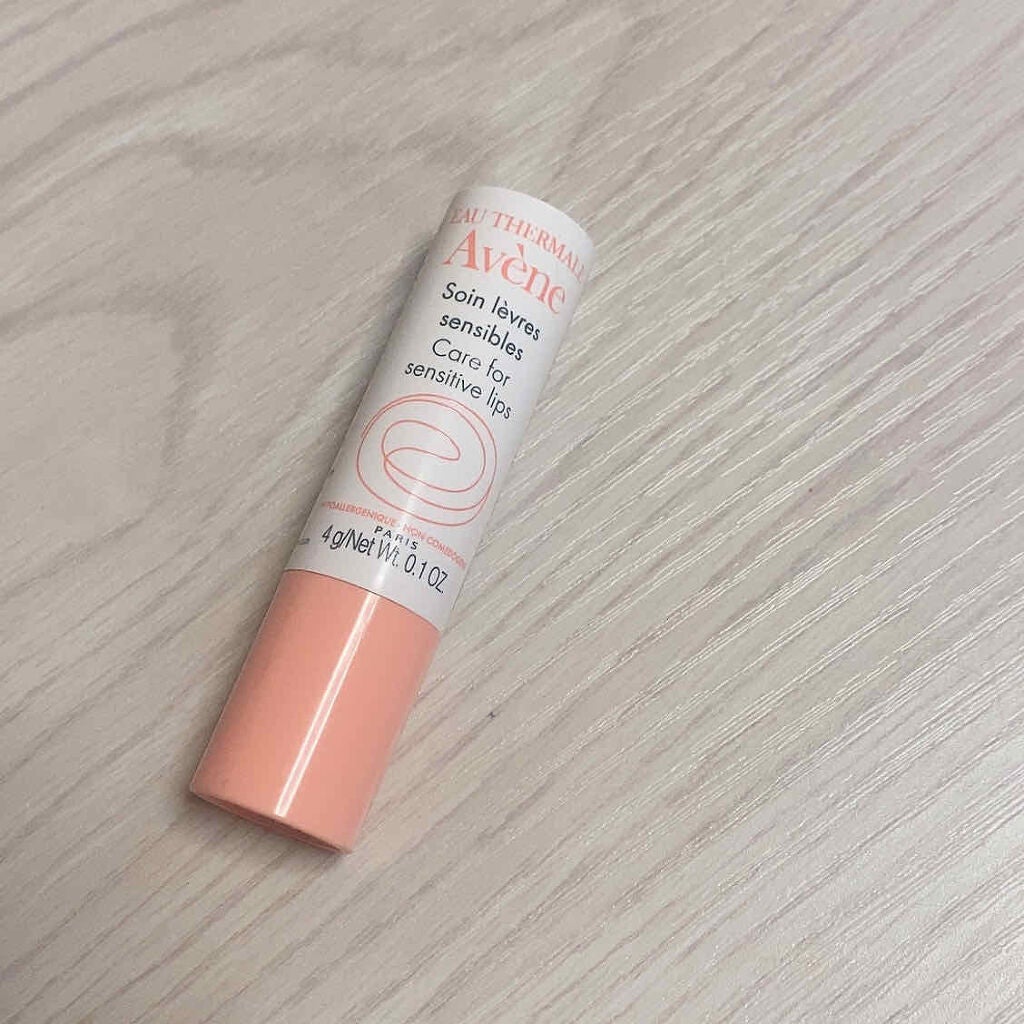 EAU THERMALE
Avène
Soin lèvres
sensibles
Care for
sensitive lips
PARIS
4 g/Net Wt. 0.1 OZ.